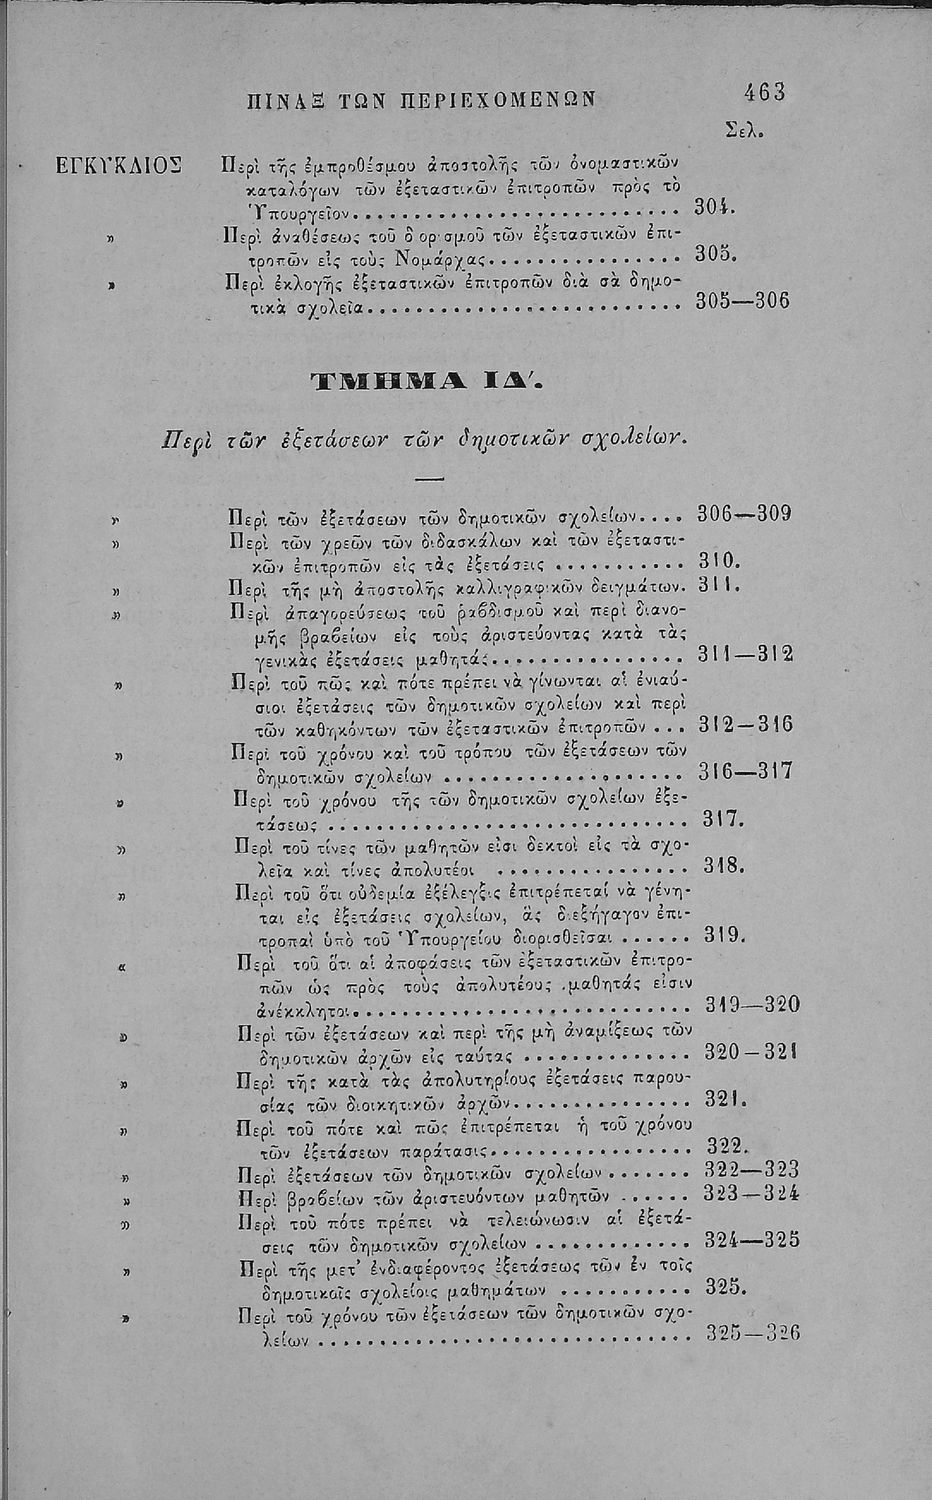 ΠΙΝΑΞ ΤΩΝ ΠΕΡΙΕΧΟΜΕΝΩΝ 463
Σελ.
ΕΓΚΥΚΛΙΟΣ Περὶ τῆς ἐμπροθέσμου ἀποστολῆς τῶν ὀνομαστικῶν
καταλόγων τῶν ἐξεταστικῶν ἐπιτροπῶν πρὸς τὸ
Ὑπουργεῖον........................... 304.
» Περὶ ἀναθέσεως τοῦ διορισμοῦ τῶν ἐξεταστικῶν ἐπι-
τροπῶν εἰς τοὺς Νομάρχας................ 305.
» Περὶ ἐκλογῆς ἐξεταστικῶν ἐπιτροπῶν διὰ σὰ δημο-
τικὰ σχολεῖα.......................... 305—306
ΤΜΗΜΑ ΙΔ΄.
Περὶ τῶν ἐξετάσεων τῶν δημοτικῶν σχολείων.
» Περὶ τῶν ἐξετάσεων τῶν δημοτικῶν σχολείων.... 306—309
» Περὶ τῶν χρεῶν τῶν διδασκάλων καὶ τῶν ἐξεταστι-
κῶν ἐπιτροπῶν εἰς τὰς ἐξετάσεις ........... 310.
» Περὶ τῆς μὴ ἀποστολῆς καλλιγραφικῶν δειγμάτων. 311.
» Περὶ ἀπαγορεύσεως τοῦ ῥαβδισμοῦ καὶ περὶ διανο-
μῆς βραβείων εἰς τοὺς ἀριστεύοντας κατὰ τὰς
γενικὰς ἐξετάσεις μαθητάς................ 311—312
» Περὶ τοῦ πῶς καὶ πότε πρέπει νὰ γίνωνται αἱ ἐνιαύ-
σιοι ἐξετάσεις τῶν δημοτικῶν σχολείων καὶ περὶ
τῶν καθηκόντων τῶν ἐξεταστικῶν ἐπιτροπῶν ... 312—316
» Περὶ τοῦ χρόνου καὶ τοῦ τρόπου τῶν ἐξετάσεων τῶν
δημοτικῶν σχολείων .................... 316—317
» Περὶ τοῦ χρόνου τῆς τῶν δημοτικῶν σχολείων ἐξε-
τάσεως .............................. 317.
» Περὶ τοῦ τίνες τῶν μαθητῶν εἰσι δεκτοὶ εἰς τὰ σχο-
λεῖα καὶ τίνες ἀπολυτέοι ................ 318.
» Περὶ τοῦ ὅτι οὐδεμία ἐξέλεγξις ἐπιτρέπεταί νὰ γένη-
ται εἰς ἐξετάσεις σχολείων, ἃς διεξήγαγον ἐπι-
τροπαὶ ὑπὸ τοῦ Ὑπουργείου διορισθεῖσαι ...... 319.
« Περὶ τοῦ ὅτι αἱ ἀποφάσεις τῶν ἐξεταστικῶν ἐπιτρο-
πῶν ὡς πρὸς τοὺς ἀπολυτέους μαθητάς εἰσιν
ἀνέκκλητοι............................ 319—320
» Περὶ τῶν ἐξετάσεων καὶ περὶ τῆς μὴ ἀναμίξεως τῶν
δημοτικῶν ἀρχῶν εἰς ταύτας .............. 320—321
» Περὶ τῆς κατὰ τὰς ἀπολυτηρίους ἐξετάσεις παρου-
σίας τῶν διοικητικῶν ἀρχῶν............... 321.
» Περὶ τοῦ πότε καὶ πῶς ἐπιτρέπεται ἡ τοῦ χρόνου
τῶν ἐξετάσεων παράτασις................. 322.
» Περὶ ἐξετάσεων τῶν δημοτικῶν σχολείων....... 322—323
» Περὶ βραβείων τῶν ἀριστευόντων μαθητῶν ...... 323—324
» Περὶ τοῦ πότε πρέπει νὰ τελειώνωσιν αἱ ἐξετά-
σεις τῶν δημοτικῶν σχολείων ............. 324—325
» Περὶ τῆς μετ' ἐνδιαφέροντος ἐξετάσεως τῶν ἐν τοῖς
δημοτικοῖς σχολείοις μαθημάτων ........... 325.
» Περὶ τοῦ χρόνου τῶν ἐξετάσεων τῶν δημοτικῶν σχο-
λείων ............................... 325—326